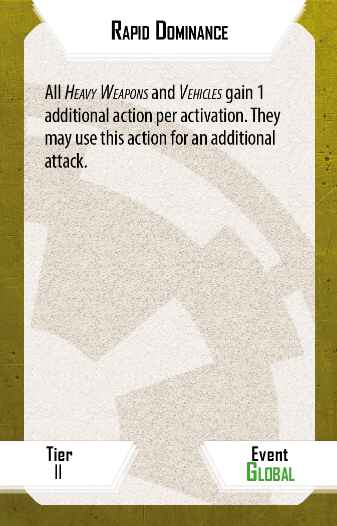 Rapid Dominance
All Heavy Weapons and Vehicles gain 1
additional action per activation. They
may use this action for an additional
attack.
Tier
II
Event
Global